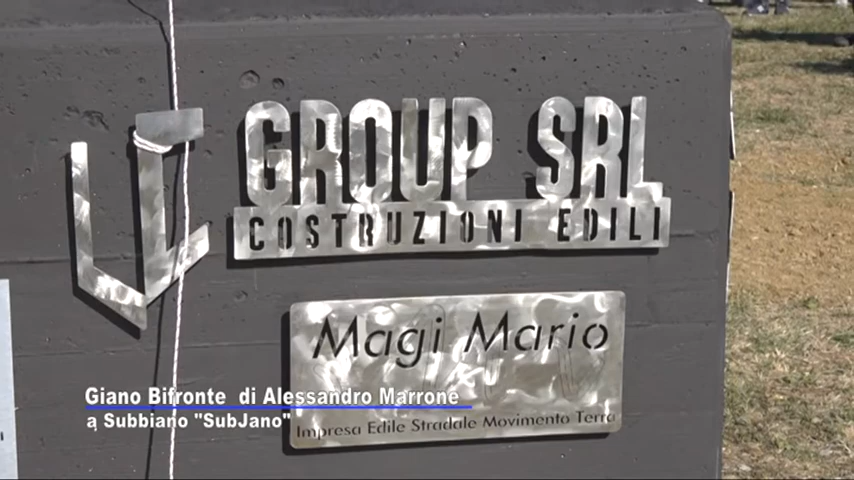 GROUP SRL
COSTRUZIONI EDILI
Magi Mario
Impresa Edile Stradale Movimento Terra
Giano Bifronte di Alessandro Marrone
a Subbiano "SubJano"